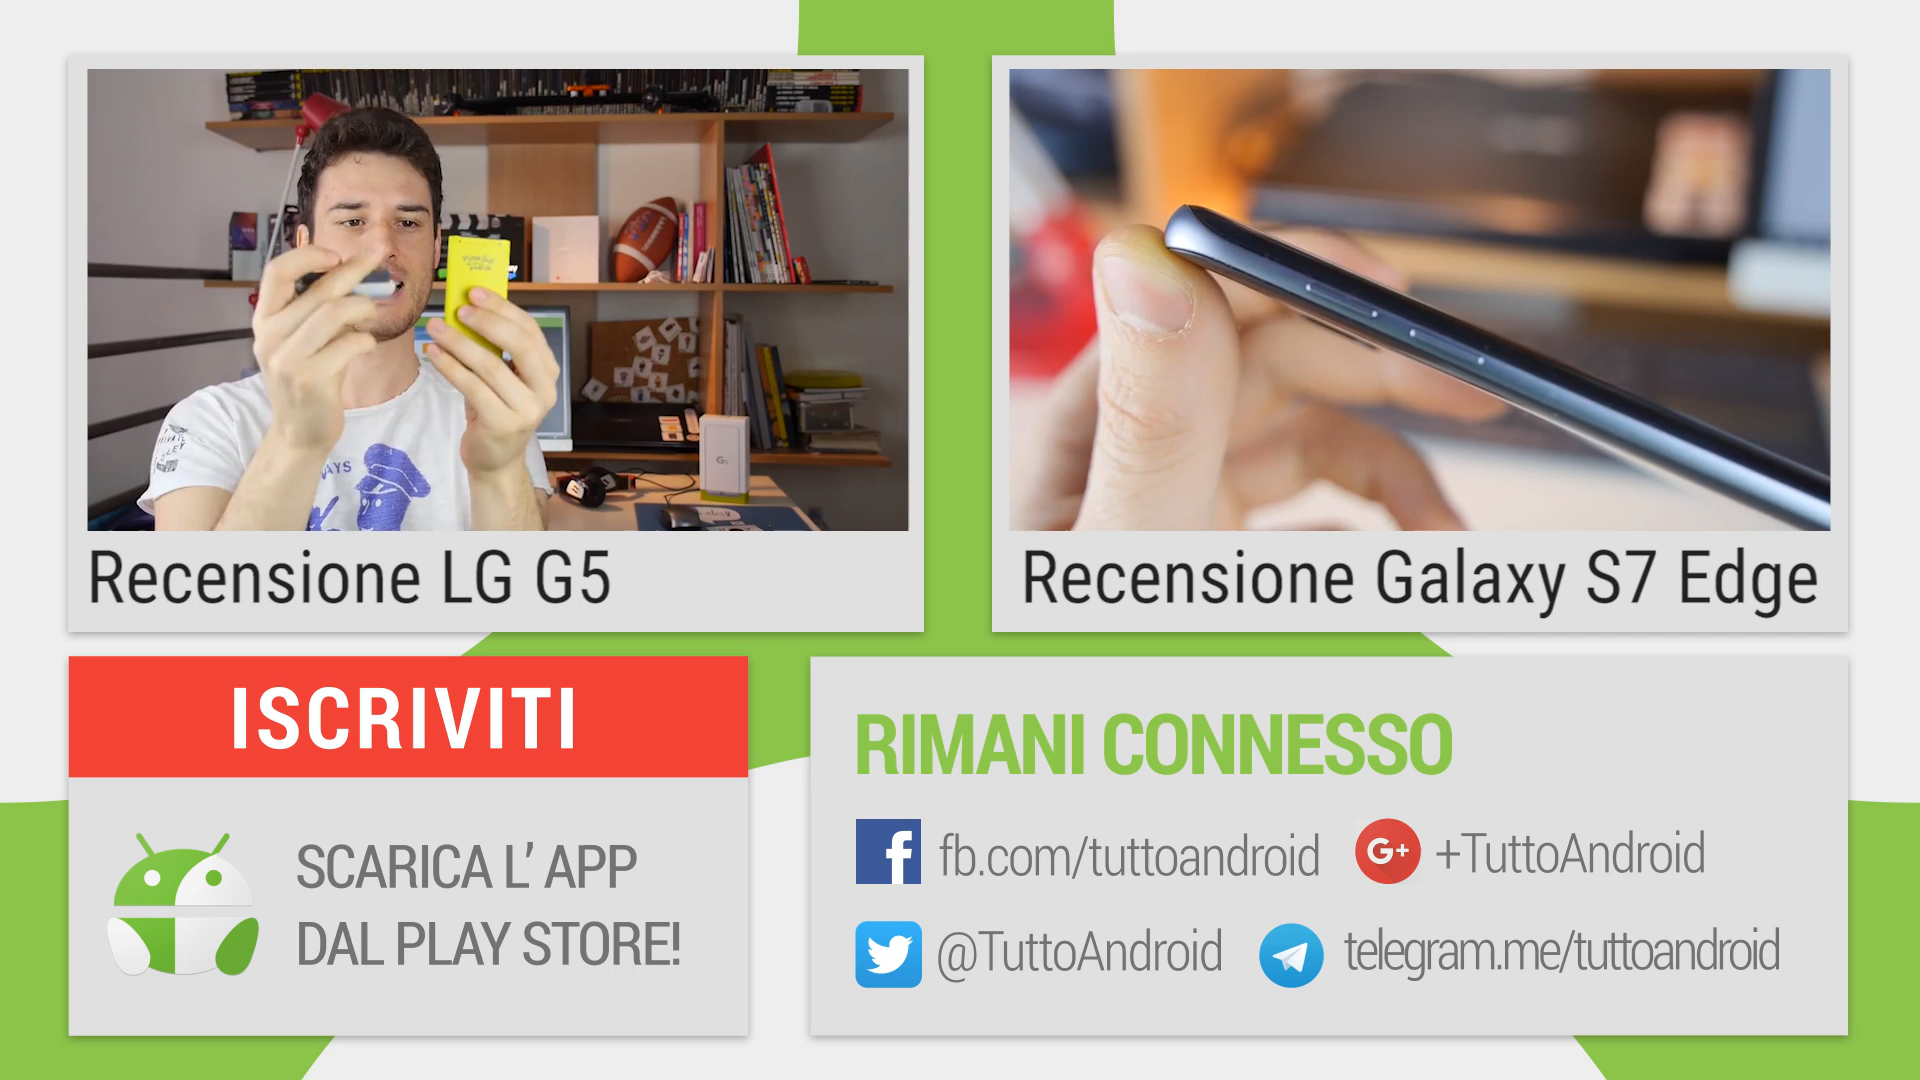 Recensione LG G5
Recensione Galaxy S7 Edge
ISCRIVITI
SCARICA L' APP
DAL PLAY STORE!
RIMANI CONNESSO
fb.com/tuttoandroid
G+ +TuttoAndroid
@TuttoAndroid
telegram.me/tuttoandroid